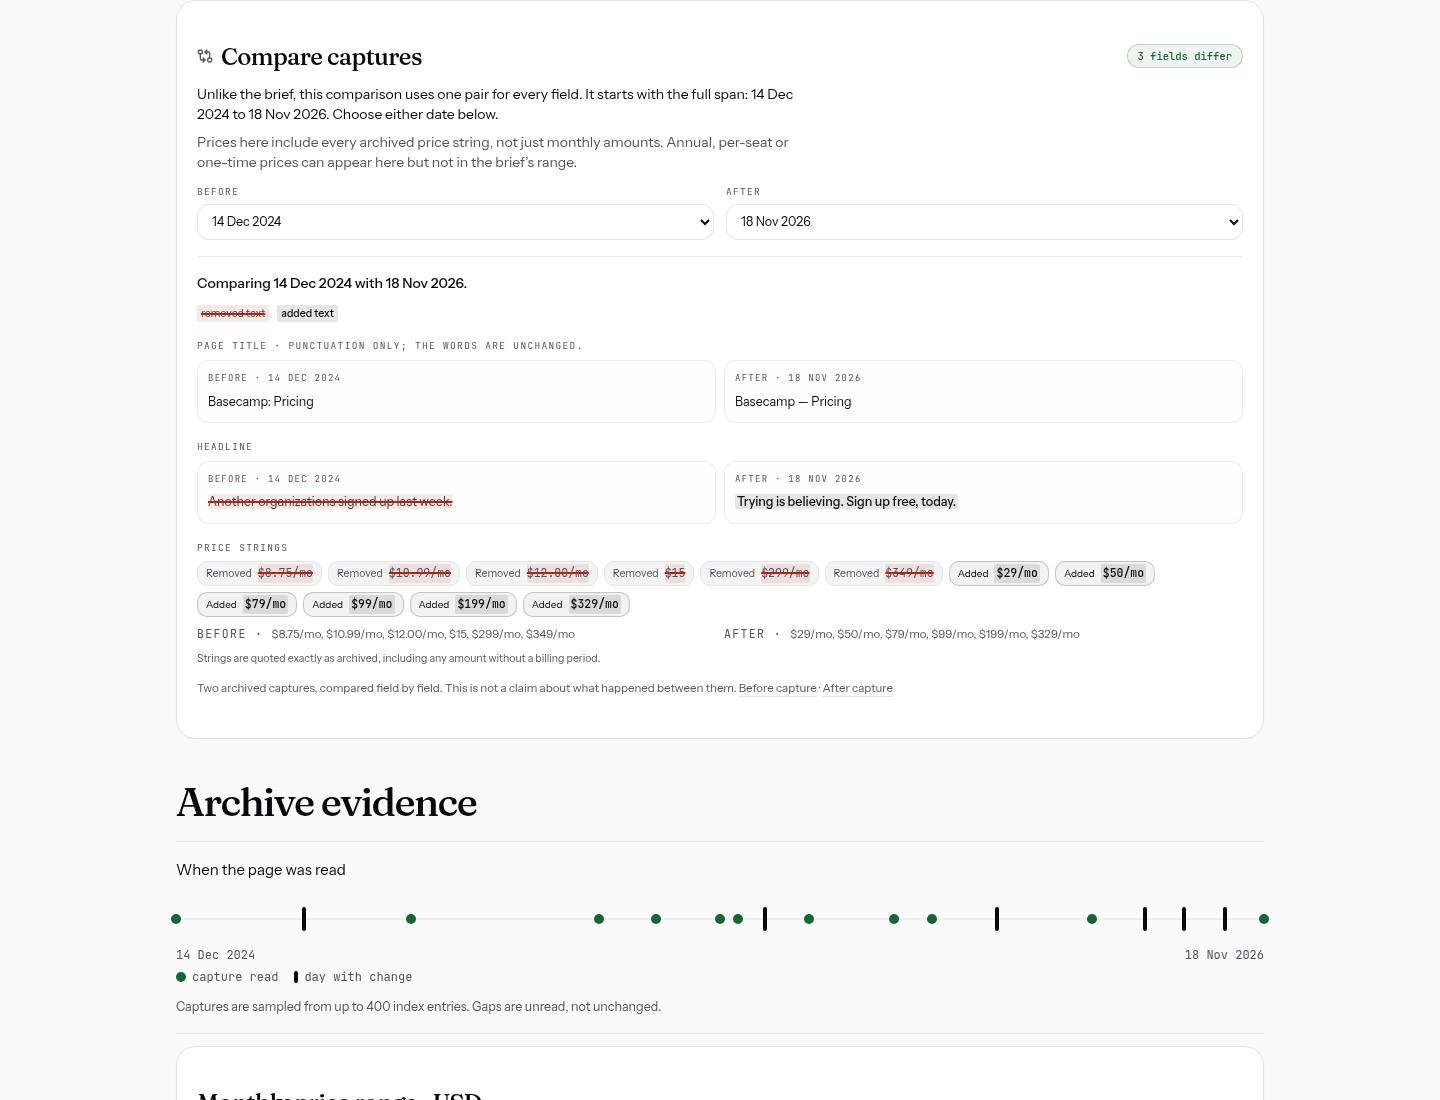 Compare captures
3 fields differ
Unlike the brief, this comparison uses one pair for every field. It starts with the full span: 14 Dec
2024 to 18 Nov 2026. Choose either date below.
Prices here include every archived price string, not just monthly amounts. Annual, per-seat or
one-time prices can appear here but not in the brief's range.
BEFORE
AFTER
14 Dec 2024
18 Nov 2026
Comparing 14 Dec 2024 with 18 Nov 2026.
removed text added text
PAGE TITLE · PUNCTUATION ONLY; THE WORDS ARE UNCHANGED.
BEFORE · 14 DEC 2024
Basecamp: Pricing
AFTER · 18 NOV 2026
Basecamp — Pricing
HEADLINE
BEFORE · 14 DEC 2024
Another organizations signed up last week.
AFTER · 18 NOV 2026
Trying is believing. Sign up free, today.
PRICE STRINGS
Removed $8.75/mo Removed $10.99/mo Removed $12.00/mo Removed $15 Removed $299/mo Removed $349/mo Added $29/mo Added $50/mo
Added $79/mo Added $99/mo Added $199/mo Added $329/mo
BEFORE · $8.75/mo, $10.99/mo, $12.00/mo, $15, $299/mo, $349/mo
AFTER · $29/mo, $50/mo, $79/mo, $99/mo, $199/mo, $329/mo
Strings are quoted exactly as archived, including any amount without a billing period.
Two archived captures, compared field by field. This is not a claim about what happened between them. Before capture · After capture
Archive evidence
When the page was read
14 Dec 2024
18 Nov 2026
capture read day with change
Captures are sampled from up to 400 index entries. Gaps are unread, not unchanged.
Monthly price range · USD